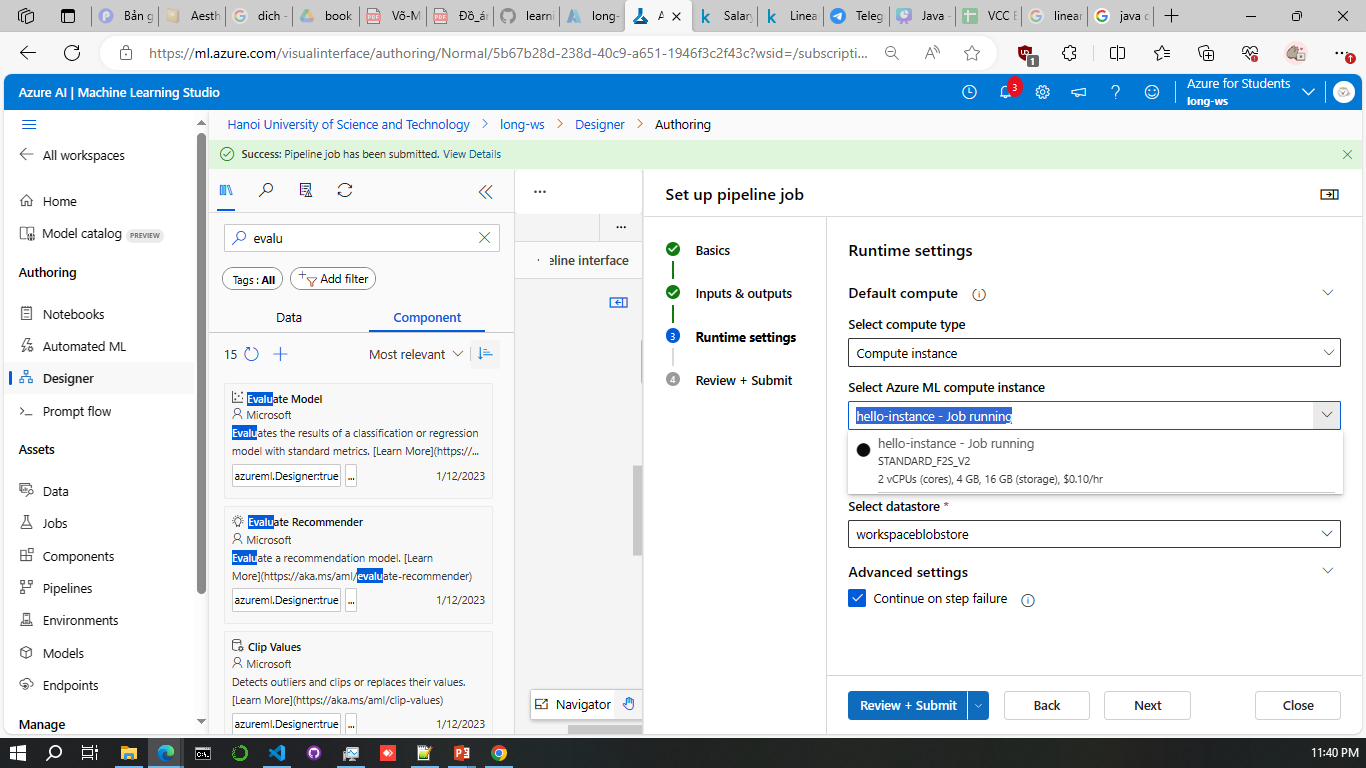 Bản g
Aesth
dich -
book
Võ-M
Đồ_ár
learni
long-
A
Salary
Linea
Teleg
Java -
VCC E
linear
java c
https://ml.azure.com/visualinterface/authoring/Normal/5b67b28d-238d-40c9-a651-1946f3c2f43c?wsid=/subscripti...
1
Azure AI | Machine Learning Studio
3
Azure for Students
long-ws
All workspaces
Home
Model catalog PREVIEW
Authoring
Notebooks
Automated ML
Designer
Prompt flow
Assets
Data
Jobs
Components
Pipelines
Environments
Models
Endpoints
Manage
Hanoi University of Science and Technology > long-ws > Designer > Authoring
Success: Pipeline job has been submitted. View Details
evalu
Tags : All
Add filter
Data
Component
15
Most relevant
Evaluate Model
Microsoft
Evaluates the results of a classification or regression
model with standard metrics. [Learn More](https://...
azureml.Designer:true ... 1/12/2023
Evaluate Recommender
Microsoft
Evaluate a recommendation model. [Learn
More](https://aka.ms/aml/evaluate-recommender)
azureml.Designer:true ... 1/12/2023
Clip Values
Microsoft
Detects outliers and clips or replaces their values.
[Learn More](https://aka.ms/aml/clip-values)
azureml.Designer:true ... 1/12/2023
eline interface
Navigator
Set up pipeline job
Basics
Inputs & outputs
3 Runtime settings
4 Review + Submit
Runtime settings
Default compute
Select compute type
Compute instance
Select Azure ML compute instance
hello-instance - Job running
hello-instance - Job running
STANDARD_F2S_V2
2 vCPUs (cores), 4 GB, 16 GB (storage), $0.10/hr
Select datastore *
workspaceblobstore
Advanced settings
Continue on step failure
Review + Submit
Back
Next
Close
11:40 PM